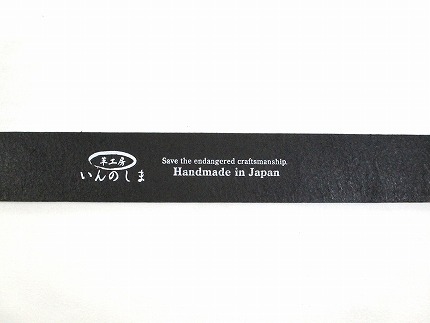 革工房
いんのしま
Save the endangered craftsmanship.
Handmade in Japan